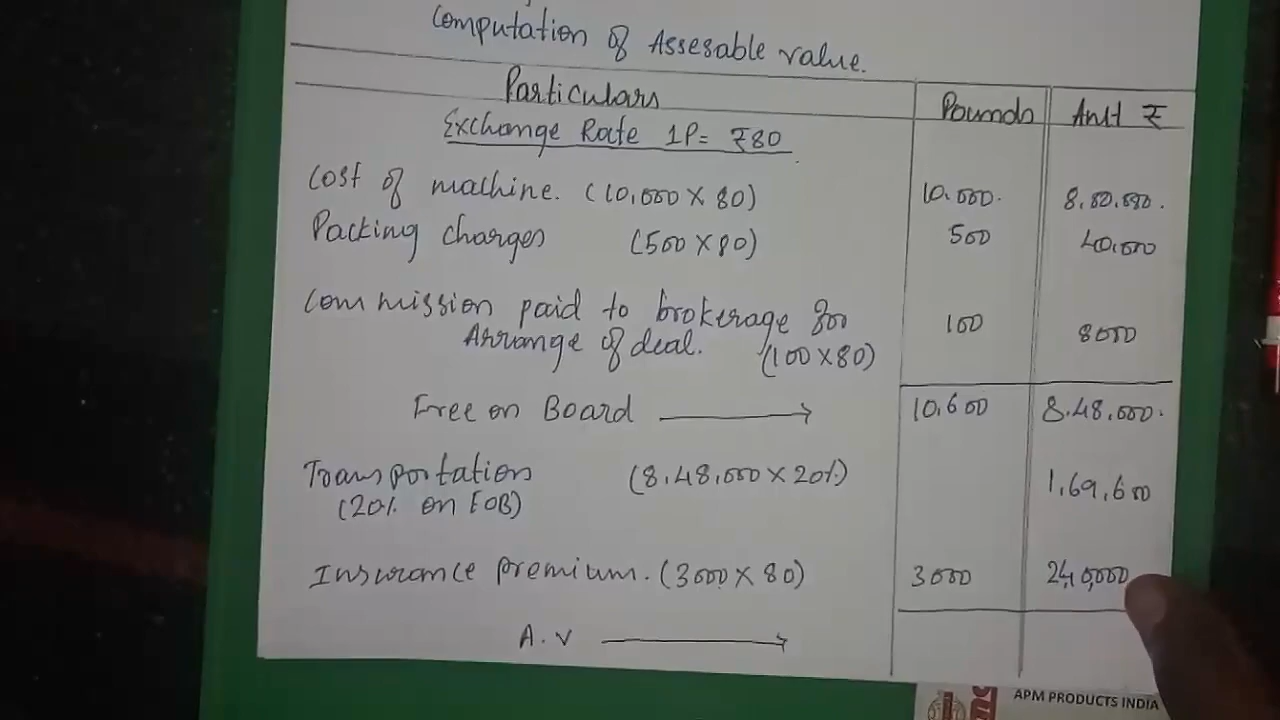 Computation of Assesable value.
Particulars Pounds Amt ₹
Exchange Rate 1P= ₹80
Cost of machine. (10,000 X 80) 10,000. 8,00,000.
Packing charges (500 X 80) 500 40,000
Commission paid to brokerage for
Arrange of deal. (100 X 80) 100 8000
Free on Board 10,600 8,48,000.
Transportation (8,48,000 X 20%) 1,69,600
(20% on FOB)
Insurance premium. (3000 X 80) 3000 24,0,000
A.V
APM PRODUCTS INDIA